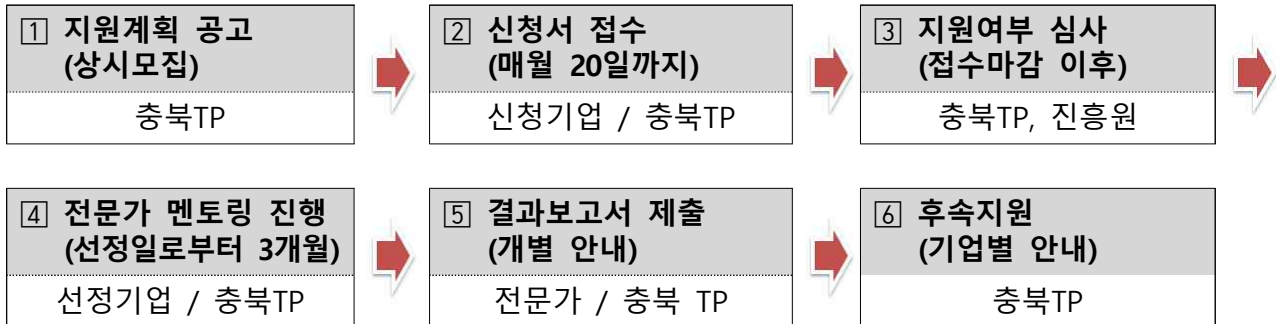 1 지원계획 공고
(상시모집)
충북TP
2 신청서 접수
(매월 20일까지)
신청기업 / 충북TP
3 지원여부 심사
(접수마감 이후)
충북TP, 진흥원
4 전문가 멘토링 진행
(선정일로부터 3개월)
선정기업 / 충북TP
5 결과보고서 제출
(개별 안내)
전문가 / 충북 TP
6 후속지원
(기업별 안내)
충북TP